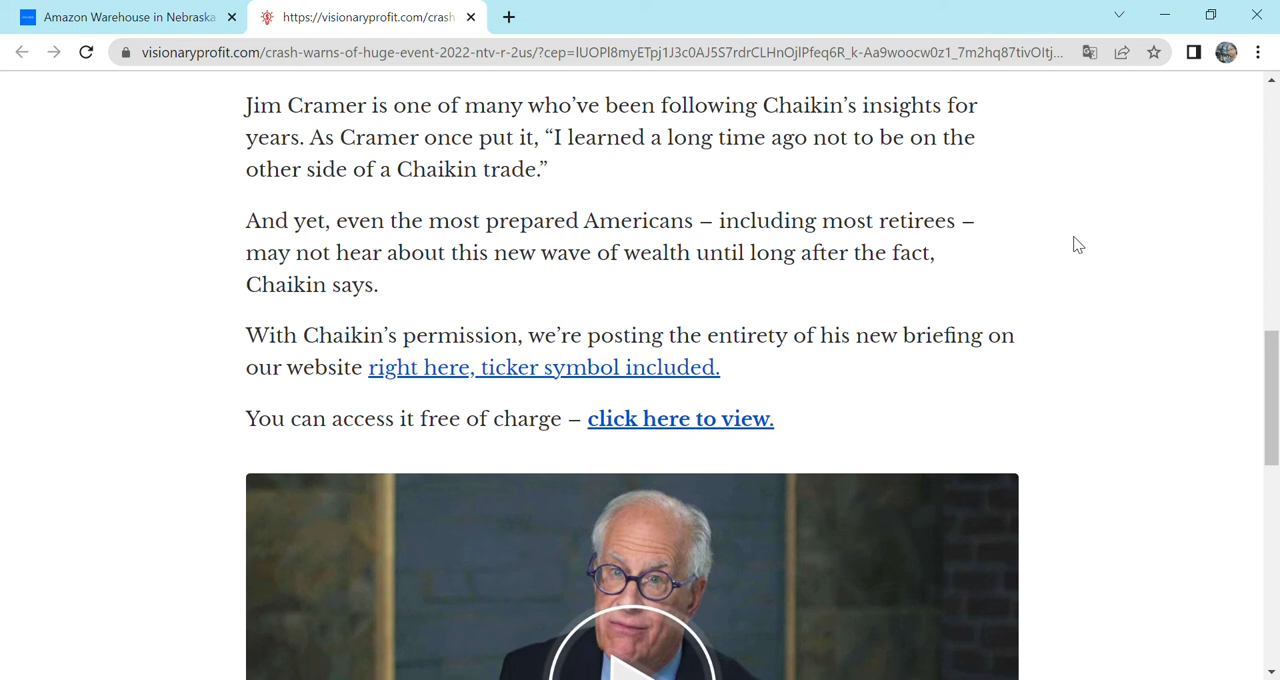 Amazon Warehouse in Nebraska
https://visionaryprofit.com/crash
visionaryprofit.com/crash-warns-of-huge-event-2022-ntv-r-2us/?cep=IUOPl8myETpj1J3c0AJ5S7rdrCLHnOjlPfeq6R_k-Aa9woocw0z1_7m2hq87tivOltj...
Jim Cramer is one of many who’ve been following Chaikin’s insights for
years. As Cramer once put it, “I learned a long time ago not to be on the
other side of a Chaikin trade.”
And yet, even the most prepared Americans – including most retirees –
may not hear about this new wave of wealth until long after the fact,
Chaikin says.
With Chaikin’s permission, we’re posting the entirety of his new briefing on
our website right here, ticker symbol included.
You can access it free of charge – click here to view.